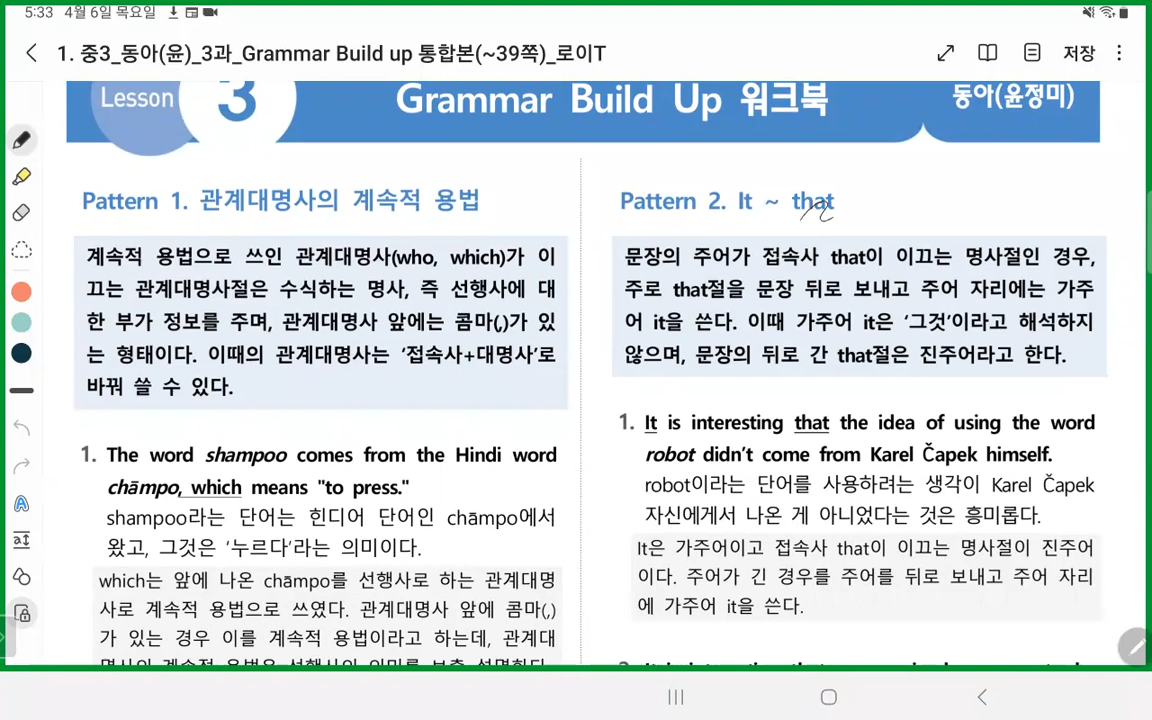 5:33 4월 6일 목요일
1. 중3_동아(윤)_3과_Grammar Build up 통합본(~39쪽)_로이T
저장
Lesson 3 Grammar Build Up 워크북 동아(윤정미)
Pattern 1. 관계대명사의 계속적 용법
계속적 용법으로 쓰인 관계대명사(who, which)가 이
끄는 관계대명사절은 수식하는 명사, 즉 선행사에 대
한 부가 정보를 주며, 관계대명사 앞에는 콤마(,)가 있
는 형태이다. 이때의 관계대명사는 ‘접속사+대명사’로
바꿔 쓸 수 있다.
1. The word shampoo comes from the Hindi word
chāmpo, which means "to press."
shampoo라는 단어는 힌디어 단어인 chāmpo에서
왔고, 그것은 ‘누르다’라는 의미이다.
which는 앞에 나온 chāmpo를 선행사로 하는 관계대명
사로 계속적 용법으로 쓰였다. 관계대명사 앞에 콤마(,)
가 있는 경우 이를 계속적 용법이라고 하는데, 관계대
Pattern 2. It ~ that
문장의 주어가 접속사 that이 이끄는 명사절인 경우,
주로 that절을 문장 뒤로 보내고 주어 자리에는 가주
어 it을 쓴다. 이때 가주어 it은 ‘그것’이라고 해석하지
않으며, 문장의 뒤로 간 that절은 진주어라고 한다.
1. It is interesting that the idea of using the word
robot didn’t come from Karel Čapek himself.
robot이라는 단어를 사용하려는 생각이 Karel Čapek
자신에게서 나온 게 아니었다는 것은 흥미롭다.
It은 가주어이고 접속사 that이 이끄는 명사절이 진주어
이다. 주어가 긴 경우를 주어를 뒤로 보내고 주어 자리
에 가주어 it을 쓴다.